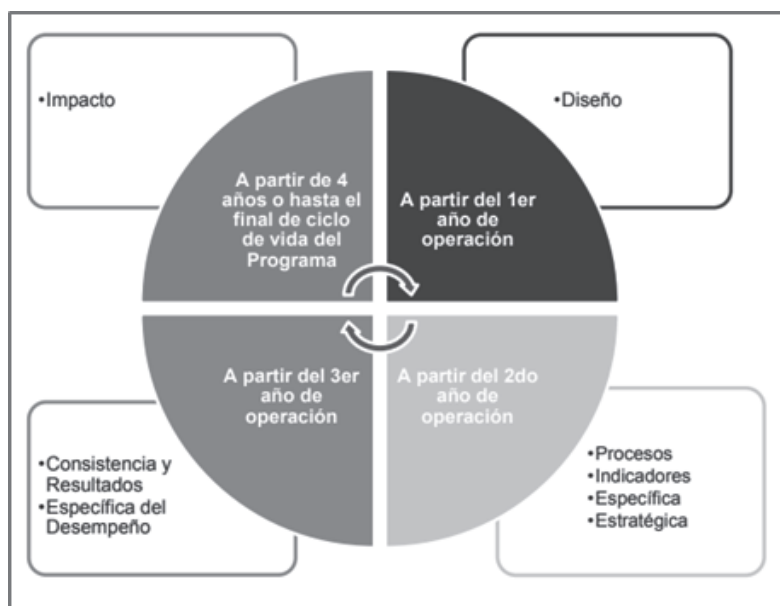 •Impacto
•Diseño
A partir de 4
años o hasta el
final de ciclo
de vida del
Programa
A partir del 1er
año de
operación
A partir del 3er
año de
operación
A partir del 2do
año de
operación
•Consistencia y
Resultados
•Específica del
Desempeño
•Procesos
•Indicadores
•Específica
•Estratégica